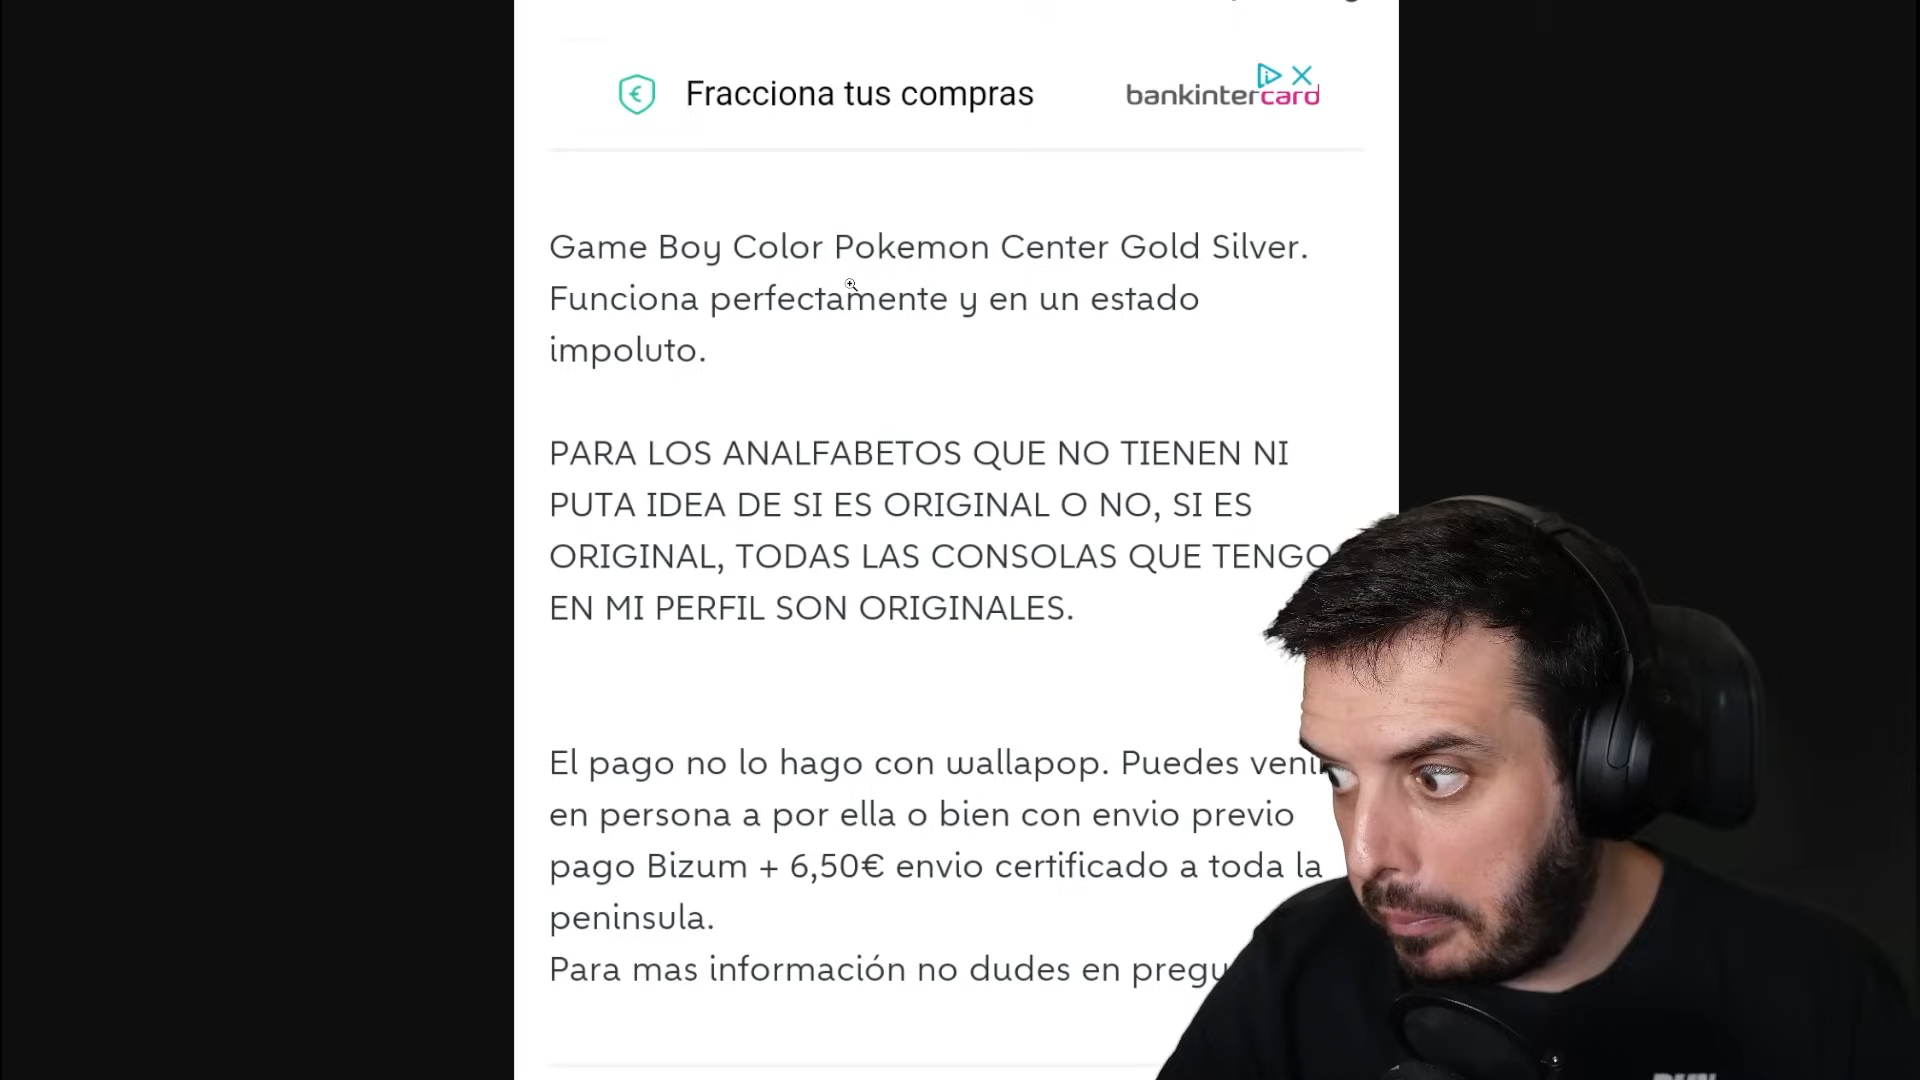 Fracciona tus compras
bankintercard
Game Boy Color Pokemon Center Gold Silver.
Funciona perfectamente y en un estado
impoluto.
PARA LOS ANALFABETOS QUE NO TIENEN NI
PUTA IDEA DE SI ES ORIGINAL O NO, SI ES
ORIGINAL, TODAS LAS CONSOLAS QUE TENGO
EN MI PERFIL SON ORIGINALES.
El pago no lo hago con wallapop. Puedes venir
en persona a por ella o bien con envio previo
pago Bizum + 6,50€ envio certificado a toda la
peninsula.
Para mas información no dudes en